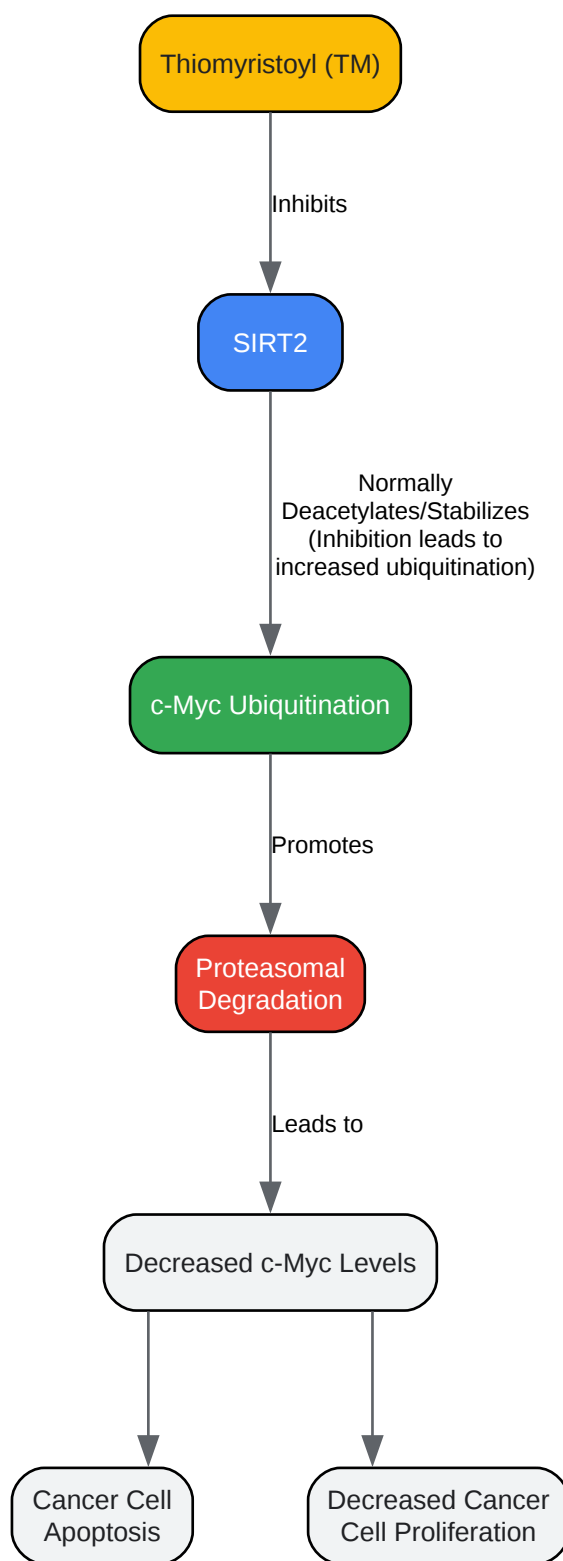 Thiomyristoyl (TM)
Inhibits
SIRT2
Normally
Deacetylates/Stabilizes
(Inhibition leads to
increased ubiquitination)
c-Myc Ubiquitination
Promotes
Proteasomal
Degradation
Leads to
Decreased c-Myc Levels
Cancer Cell
Apoptosis
Decreased Cancer
Cell Proliferation